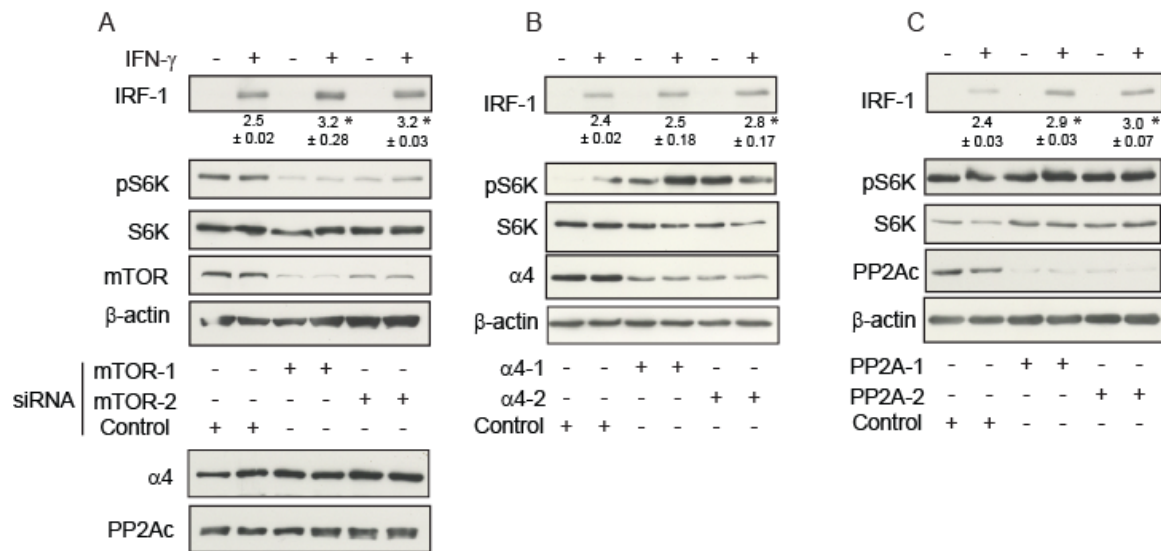 A
IFN-γ - + - + - +
IRF-1
2.5 3.2 * 3.2 *
± 0.02 ± 0.28 ± 0.03
pS6K
S6K
mTOR
β-actin
siRNA
mTOR-1 - - + + - -
mTOR-2 - - - - + +
Control + + - - - -
α4
PP2Ac
B
- + - + - +
IRF-1
2.4 2.5 2.8 *
± 0.02 ± 0.18 ± 0.17
pS6K
S6K
α4
β-actin
α4-1 - - + + - -
α4-2 - - - - + +
Control + + - - - -
C
- + - + - +
IRF-1
2.4 2.9 * 3.0 *
± 0.03 ± 0.03 ± 0.07
pS6K
S6K
PP2Ac
β-actin
PP2A-1 - - + + - -
PP2A-2 - - - - + +
Control + + - - - -